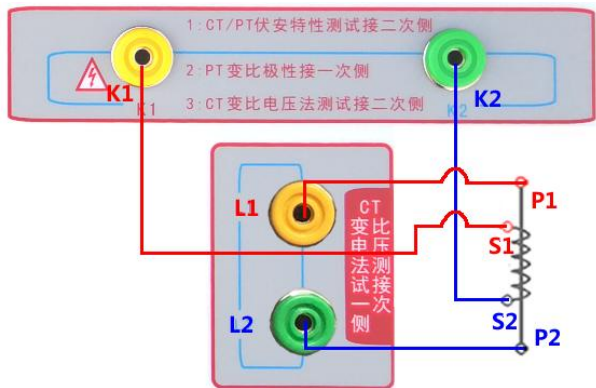 1:CT/PT伏安特性测试接二次侧
2:PT变比极性接一次侧
3:CT变比电压法测试接二次侧
K1
K1
K2
K2
L1
L2
CT
变比
电压
法测
试接
一次
侧
P1
S1
S2
P2